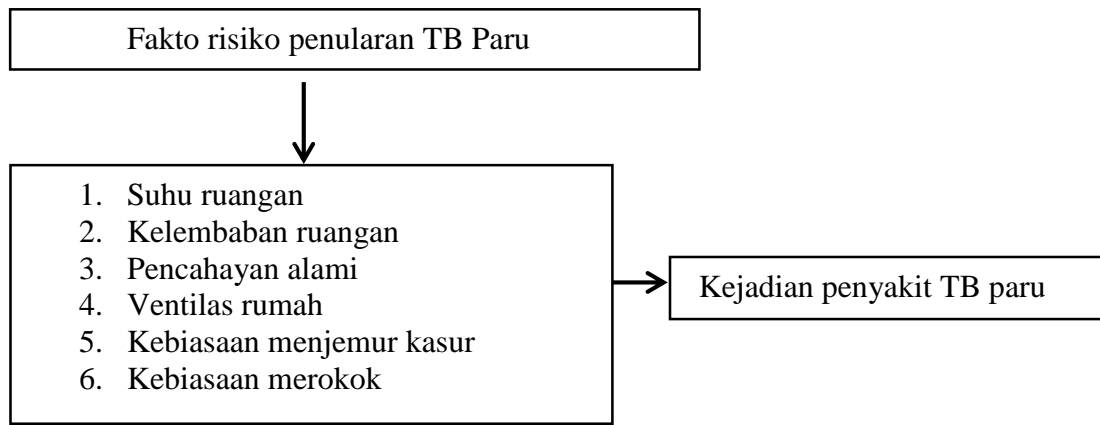 Fakto risiko penularan TB Paru
1. Suhu ruangan
2. Kelembaban ruangan
3. Pencahayan alami
4. Ventilas rumah
5. Kebiasaan menjemur kasur
6. Kebiasaan merokok
Kejadian penyakit TB paru